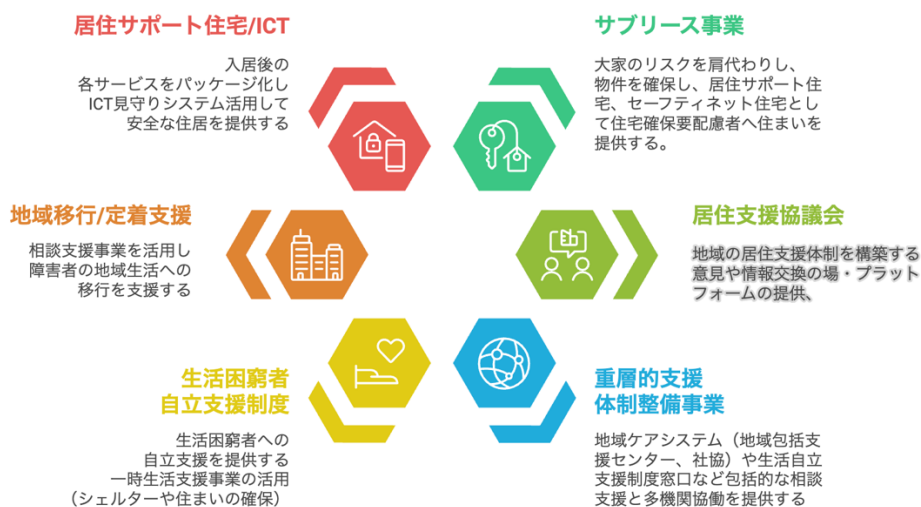 居住サポート住宅/ICT
入居後の
各サービスをパッケージ化し
ICT見守りシステム活用して
安全な住居を提供する
サブリース事業
大家のリスクを肩代わりし、
物件を確保し、居住サポート住
宅、セーフティネット住宅とし
て住宅確保要配慮者へ住まいを
提供する。
地域移行/定着支援
相談支援事業を活用し
障害者の地域生活への
移行を支援する
居住支援協議会
地域の居住支援体制を構築する
意見や情報交換の場・プラット
フォームの提供、
生活困窮者
自立支援制度
生活困窮者への
自立支援を提供する
一時生活支援事業の活用
（シェルターや住まいの確保）
重層的支援
体制整備事業
地域ケアシステム（地域包括支
援センター、社協）や生活自立
支援制度窓口など包括的な相談
支援と多機関協働を提供する